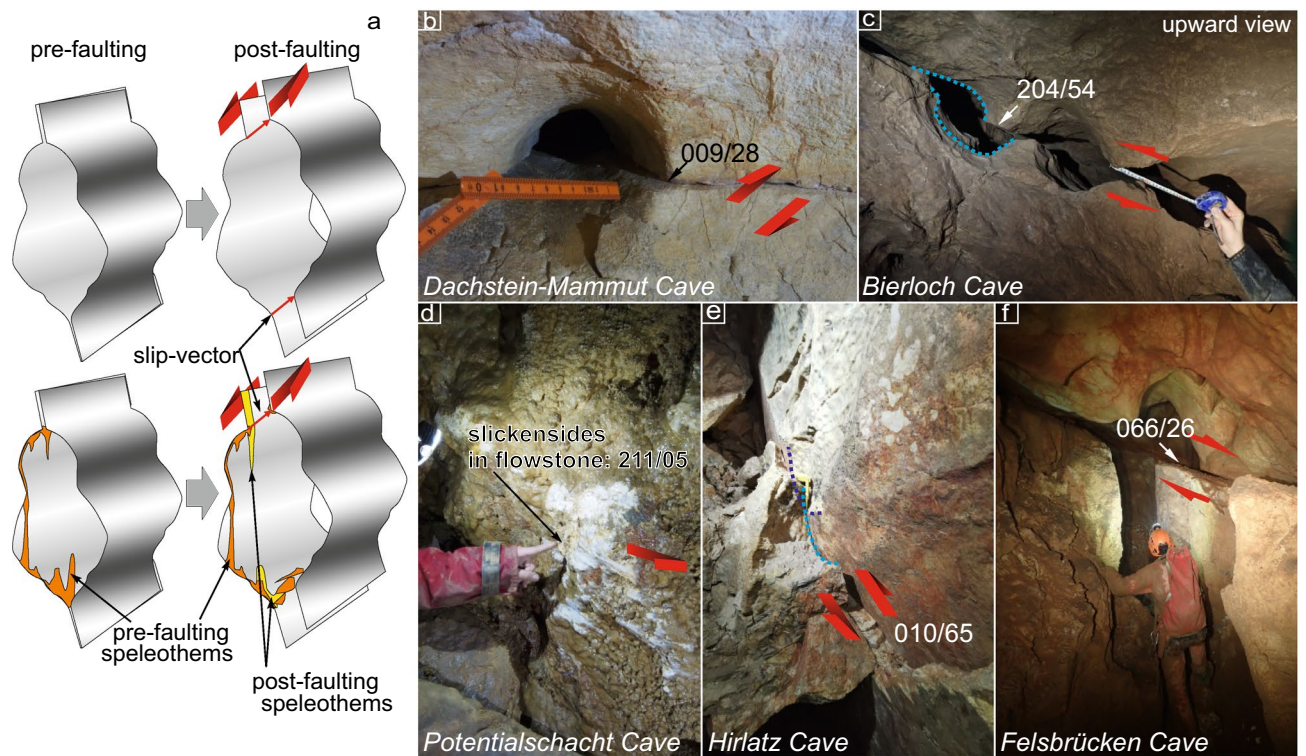 a
pre-faulting
post-faulting
slip-vector
pre-faulting
speleothems
post-faulting
speleothems
b
009/28
Dachstein-Mammut Cave
c
upward view
204/54
Bierloch Cave
d
slickensides
in flowstone: 211/05
Potentialschacht Cave
e
010/65
Hirlatz Cave
f
066/26
Felsbrücken Cave